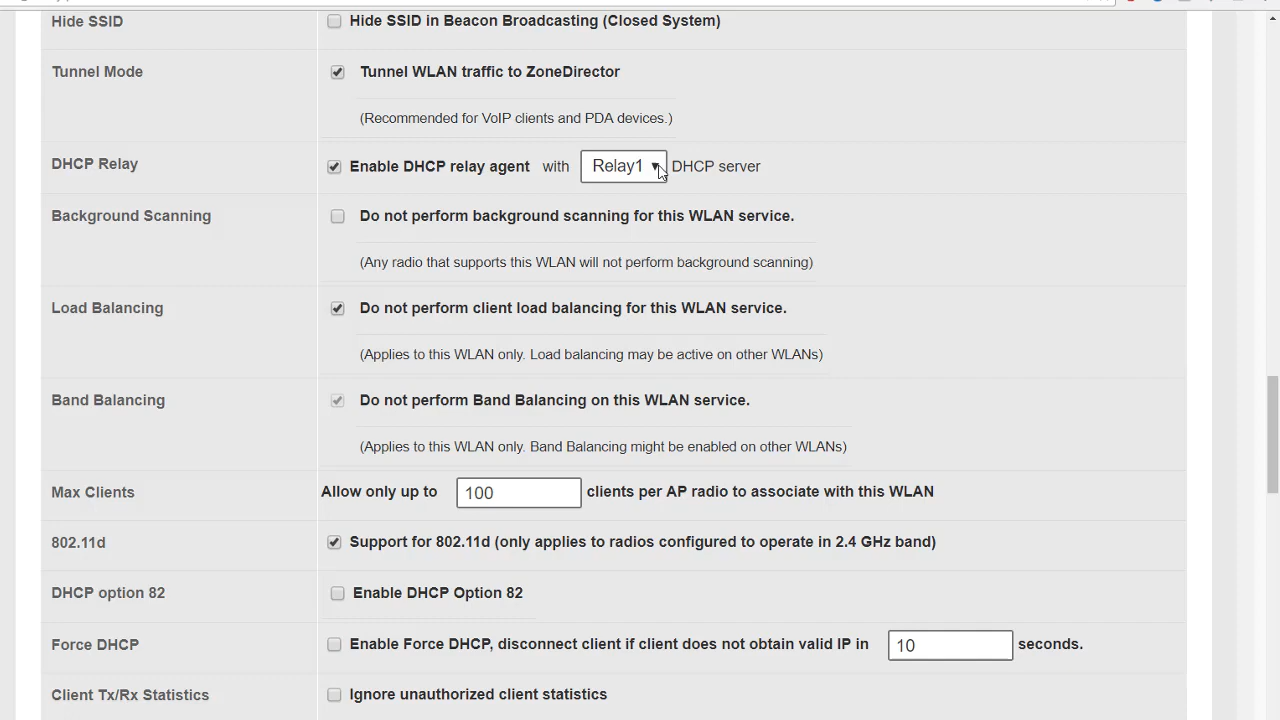 Hide SSID Hide SSID in Beacon Broadcasting (Closed System)
Tunnel Mode Tunnel WLAN traffic to ZoneDirector
(Recommended for VoIP clients and PDA devices.)
DHCP Relay Enable DHCP relay agent with Relay1 DHCP server
Background Scanning Do not perform background scanning for this WLAN service.
(Any radio that supports this WLAN will not perform background scanning)
Load Balancing Do not perform client load balancing for this WLAN service.
(Applies to this WLAN only. Load balancing may be active on other WLANs)
Band Balancing Do not perform Band Balancing on this WLAN service.
(Applies to this WLAN only. Band Balancing might be enabled on other WLANs)
Max Clients Allow only up to 100 clients per AP radio to associate with this WLAN
802.11d Support for 802.11d (only applies to radios configured to operate in 2.4 GHz band)
DHCP option 82 Enable DHCP Option 82
Force DHCP Enable Force DHCP, disconnect client if client does not obtain valid IP in 10 seconds.
Client Tx/Rx Statistics Ignore unauthorized client statistics